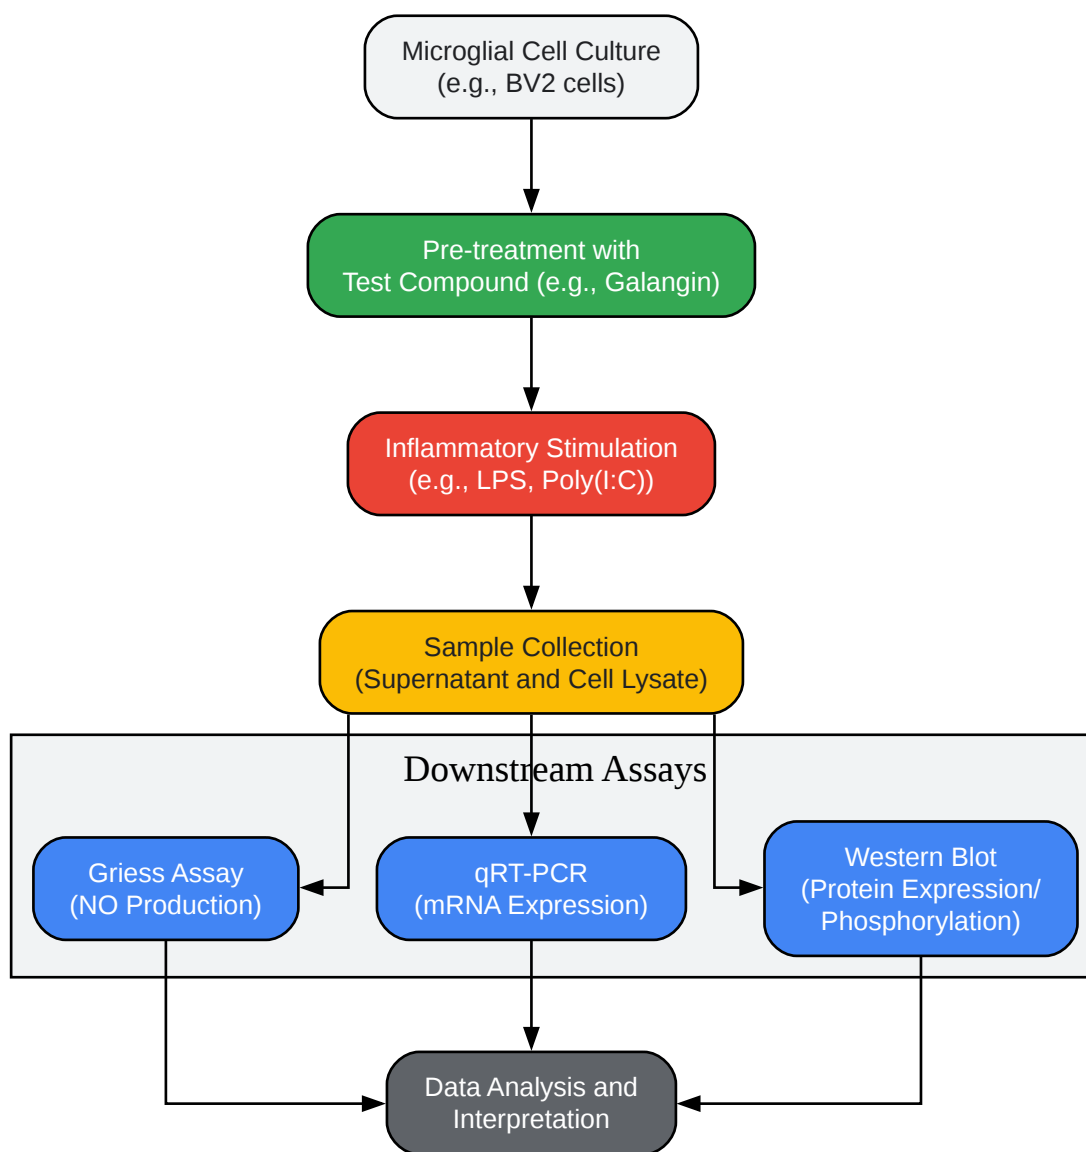 Microglial Cell Culture
(e.g., BV2 cells)
Pre-treatment with
Test Compound (e.g., Galangin)
Inflammatory Stimulation
(e.g., LPS, Poly(I:C))
Sample Collection
(Supernatant and Cell Lysate)
Downstream Assays
Griess Assay
(NO Production)
qRT-PCR
(mRNA Expression)
Western Blot
(Protein Expression/
Phosphorylation)
Data Analysis and
Interpretation